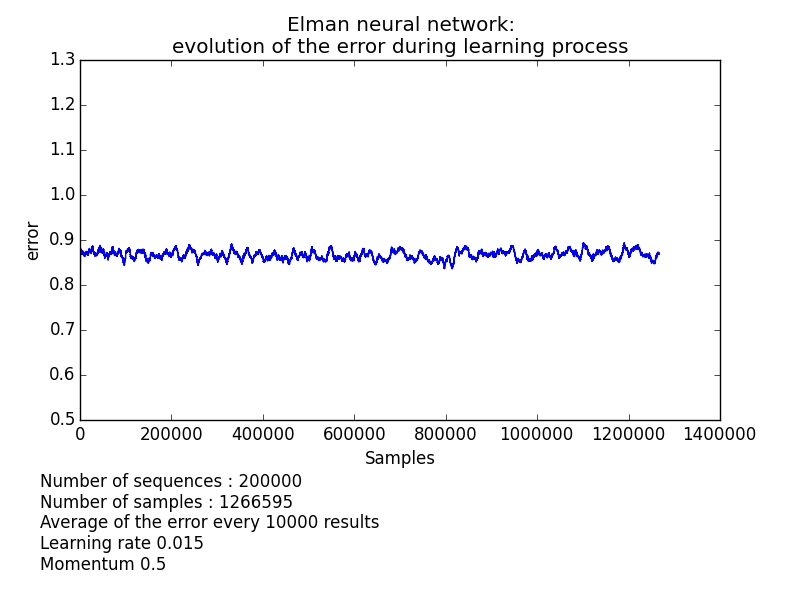 Elman neural network:
evolution of the error during learning process
1.3
1.2
1.1
1.0
0.9
0.8
0.7
0.6
0.5
error
0 200000 400000 600000 800000 1000000 1200000 1400000
Samples
Number of sequences : 200000
Number of samples : 1266595
Average of the error every 10000 results
Learning rate 0.015
Momentum 0.5